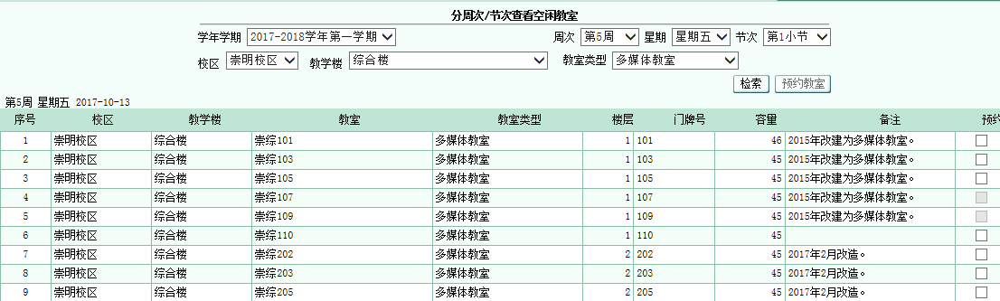 分周次/节次查看空闲教室
学年学期 2017-2018学年第一学期 周次 第5周 星期 星期五 节次 第1小节
校区 崇明校区 教学楼 综合楼 教室类型 多媒体教室
检索 预约教室
第5周 星期五 2017-10-13
序号 校区 教学楼 教室 教室类型 楼层 门牌号 容量 备注 预约
1 崇明校区 综合楼 崇综101 多媒体教室 1 101 46 2015年改建为多媒体教室。
2 崇明校区 综合楼 崇综103 多媒体教室 1 103 45 2015年改建为多媒体教室。
3 崇明校区 综合楼 崇综105 多媒体教室 1 105 45 2015年改建为多媒体教室。
4 崇明校区 综合楼 崇综107 多媒体教室 1 107 45 2015年改建为多媒体教室。
5 崇明校区 综合楼 崇综109 多媒体教室 1 109 45 2015年改建为多媒体教室。
6 崇明校区 综合楼 崇综110 多媒体教室 1 110 45
7 崇明校区 综合楼 崇综202 多媒体教室 2 202 45 2017年2月改造。
8 崇明校区 综合楼 崇综203 多媒体教室 2 203 45 2017年2月改造。
9 崇明校区 综合楼 崇综205 多媒体教室 2 205 45 2017年2月改造。